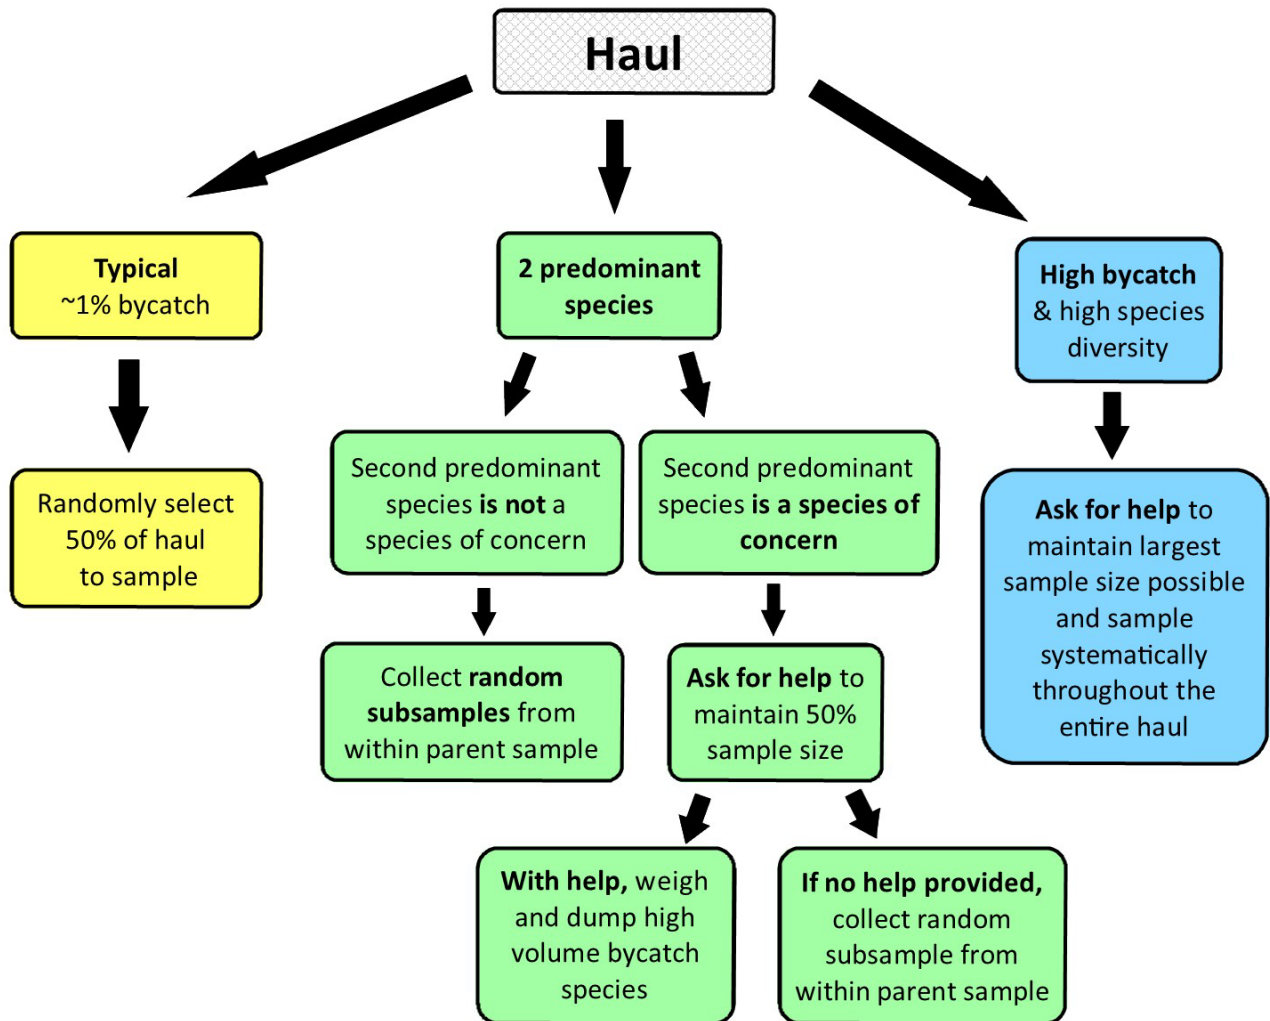 Haul
Typical
~1% bycatch
2 predominant
species
High bycatch
& high species
diversity
Randomly select
50% of haul
to sample
Second predominant
species is not a
species of concern
Second predominant
species is a species of
concern
Ask for help to
maintain largest
sample size possible
and sample
systematically
throughout the
entire haul
Collect random
subsamples from
within parent sample
Ask for help to
maintain 50%
sample size
With help, weigh
and dump high
volume bycatch
species
If no help provided,
collect random
subsample from
within parent sample